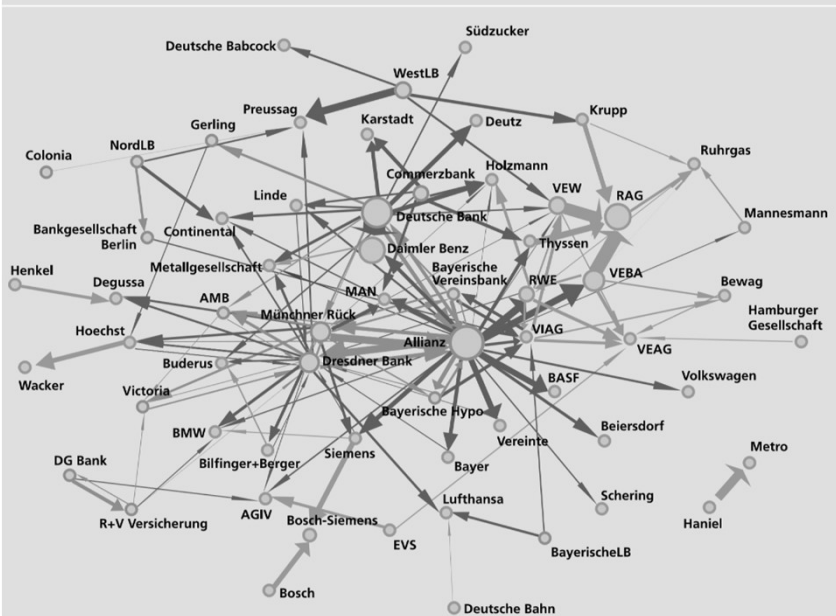 Südzucker
Deutsche Babcock
WestLB
Preussag
Krupp
Karstadt
Deutz
Gerling
NordLB
Ruhrgas
Colonia
Holzmann
Commerzbank
Linde
VEW
RAG
Deutsche Bank
Mannesmann
Continental
Bankgesellschaft
Berlin
Thyssen
Daimler Benz
Metallgesellschaft
Bayerische
Vereinsbank
Henkel
Degussa
RWE
VEBA
Bewag
MAN
AMB
Münchner Rück
Hamburger
Gesellschaft
Hoechst
Allianz
VIAG
VEAG
Buderus
Dresdner Bank
Wacker
BASF
Volkswagen
Victoria
Bayerische Hypo
BMW
Vereinte
Beiersdorf
Siemens
Bilfinger+Berger
Bayer
Metro
DG Bank
Lufthansa
Schering
AGIV
R+V Versicherung
Bosch-Siemens
Haniel
EVS
BayerischeLB
Bosch
Deutsche Bahn